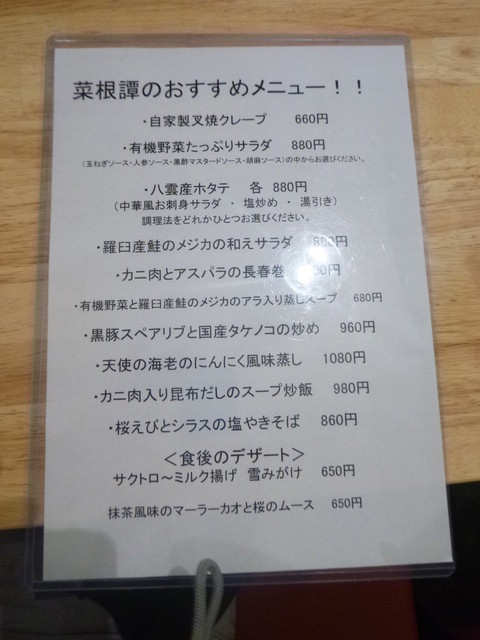 菜根譚のおすすめメニュー！！
・自家製叉焼クレープ 660円
・有機野菜たっぷりサラダ 880円
（玉ねぎソース・人参ソース・黒酢マスタードソース・胡麻ソース）の中からお選びください。
・八雲産ホタテ 各 880円
（中華風お刺身サラダ ・ 塩炒め ・ 湯引き）
調理法をどれかひとつお選びください。
・羅臼産鮭のメジカの和えサラダ 880円
・カニ肉とアスパラの長春巻
・有機野菜と羅臼産鮭のメジカのアラ入り蒸しスープ 680円
・黒豚スペアリブと国産タケノコの炒め 960円
・天使の海老のにんにく風味蒸し 1080円
・カニ肉入り昆布だしのスープ炒飯 980円
・桜えびとシラスの塩やきそば 860円
＜食後のデザート＞
サクトロ～ミルク揚げ 雪みがけ 650円
抹茶風味のマーラーカオと桜のムース 650円